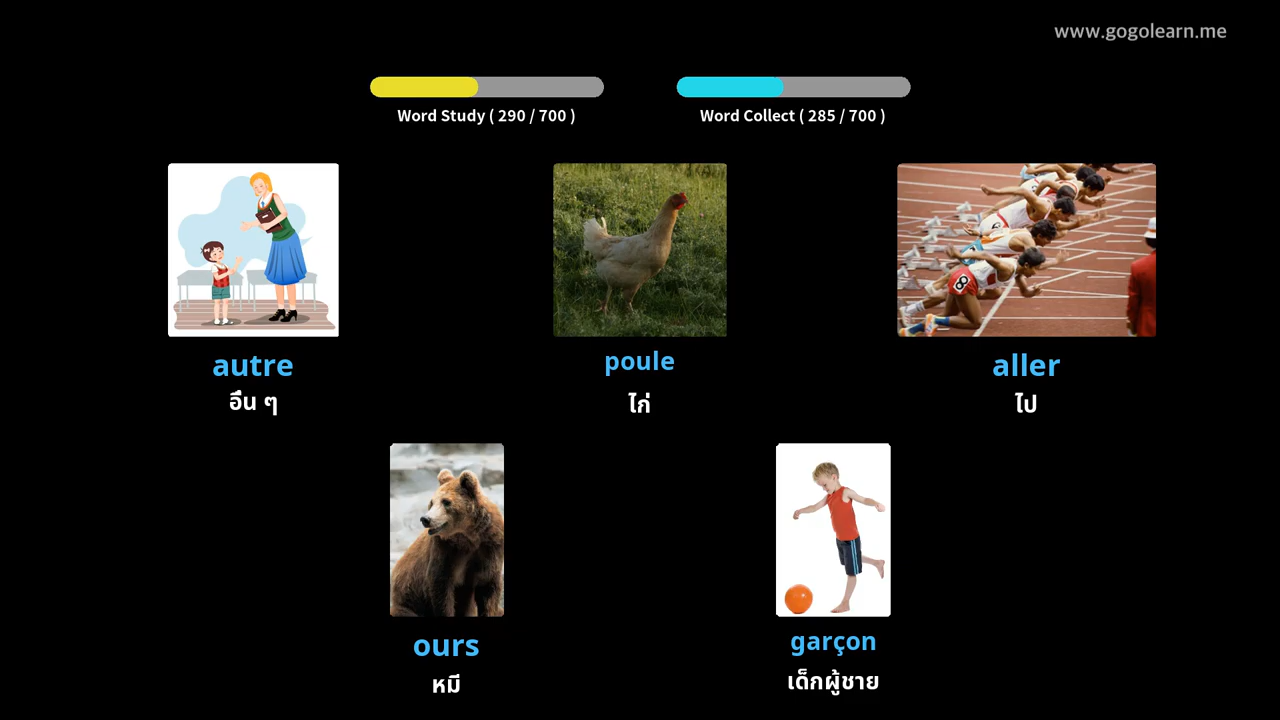 www.gogolearn.me
Word Study ( 290 / 700 )
Word Collect ( 285 / 700 )
autre
อื่น ๆ
poule
ไก่
aller
ไป
8
ours
หมี
garçon
เด็กผู้ชาย